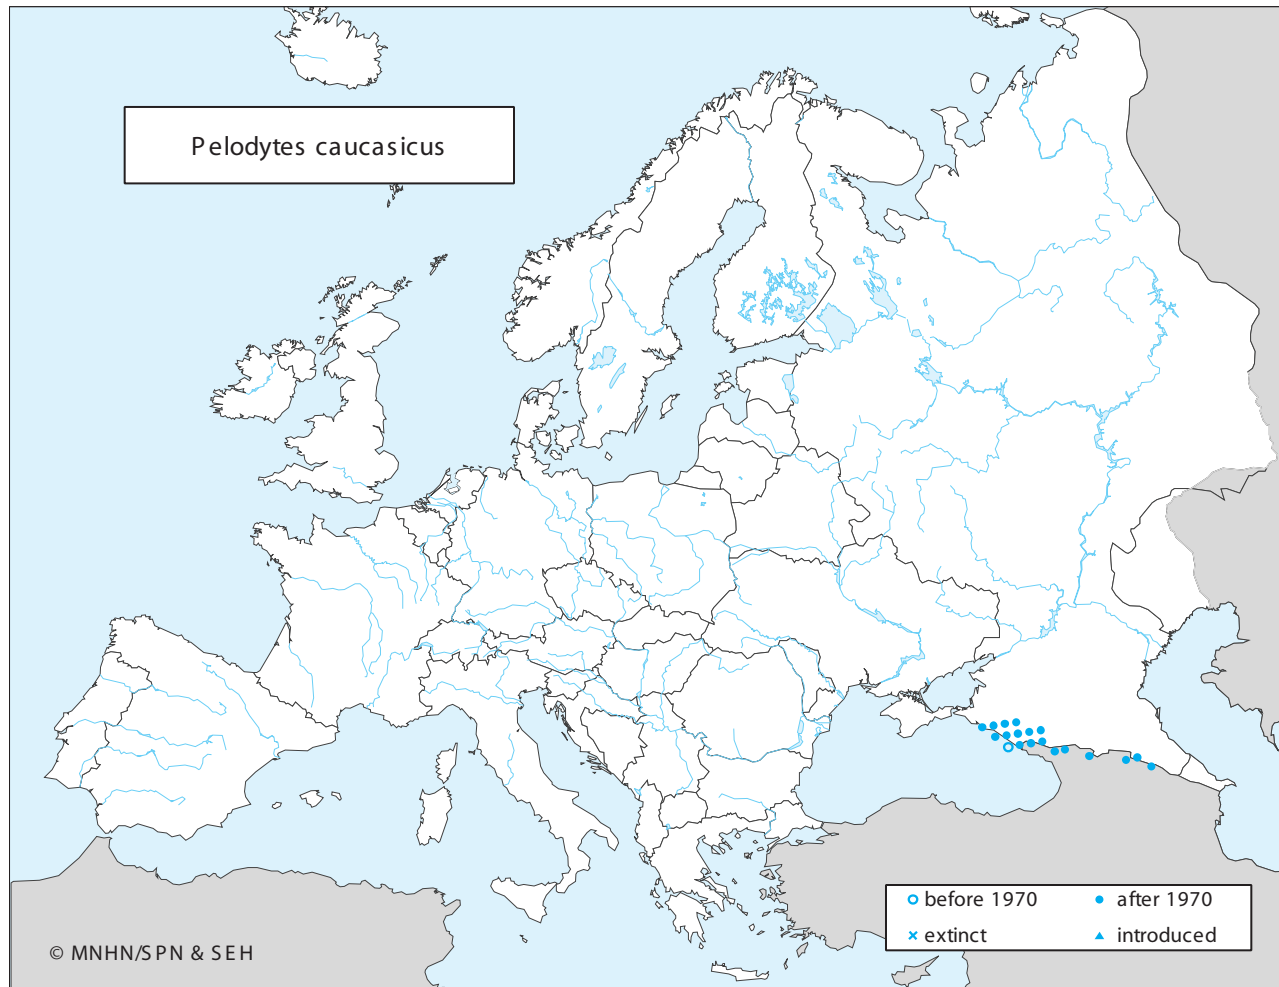 Pelodytes caucasicus
before 1970
after 1970
extinct
introduced
© MNHN/SPN & SEH